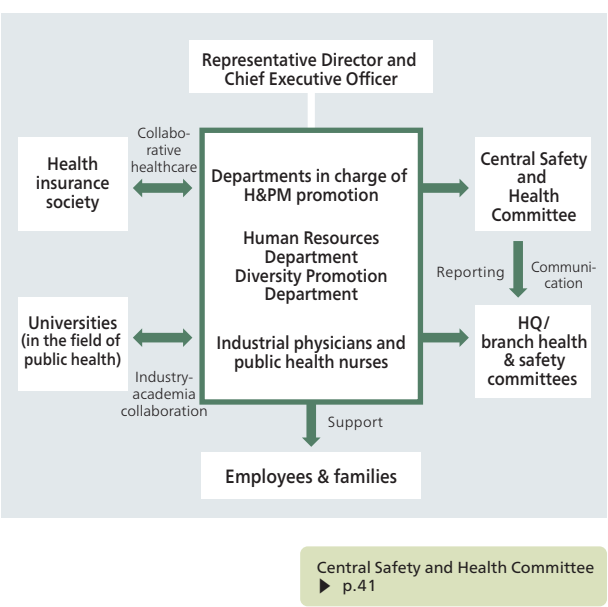 Representative Director and
Chief Executive Officer
Collabo-
rative
healthcare
Health
insurance
society
Departments in charge of
H&PM promotion
Human Resources
Department
Diversity Promotion
Department
Industrial physicians and
public health nurses
Central Safety
and
Health
Committee
Reporting
Communi-
cation
Universities
(in the field of
public health)
Industry-
academia
collaboration
HQ/
branch health
& safety
committees
Support
Employees & families
Central Safety and Health Committee
▶ p.41